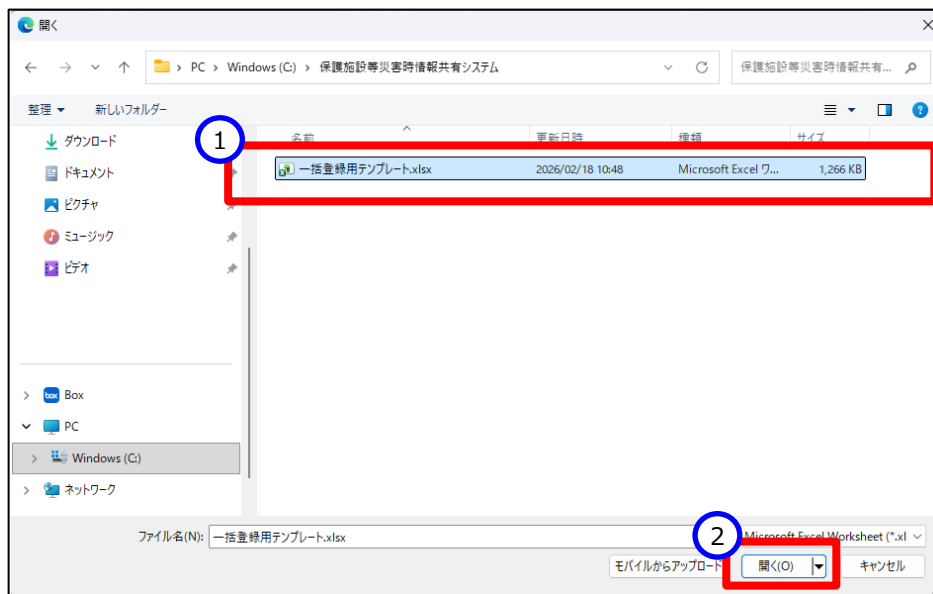 開く
PC › Windows (C:) › 保護施設等災害時情報共有システム
保護施設等災害時情報共有...
整理 新しいフォルダー
ダウンロード
1
名前 更新日時 種類 サイズ
ドキュメント
一括登録用テンプレート.xlsx 2026/02/18 10:48 Microsoft Excel ワ... 1,266 KB
ピクチャ
ミュージック
ビデオ
box Box
PC
Windows (C:)
ネットワーク
ファイル名(N): 一括登録用テンプレート.xlsx
2
Microsoft Excel Worksheet (*.xl
モバイルからアップロード 開く(O) キャンセル